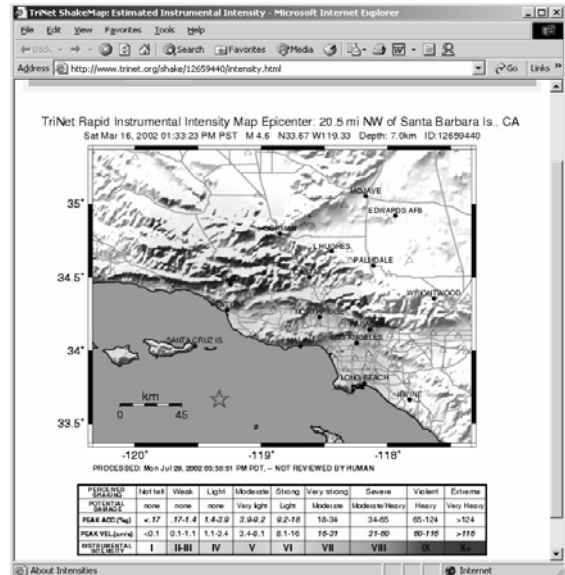 TriNet ShakeMap: Estimated Instrumental Intensity - Microsoft Internet Explorer
File Edit View Favorites Tools Help
Back Search Favorites Media
Address http://www.trinet.org/shake/12659440/intensity.html Go Links »
TriNet Rapid Instrumental Intensity Map Epicenter: 20.5 mi NW of Santa Barbara Is., CA
Sat Mar 16, 2002 01:33:23 PM PST M 4.6 N33.67 W119.33 Depth: 7.0km ID:12659440
MOJAVE
35°
EDWARDS AFB
GORMAN
L.HUGHES
PALMDALE
34.5°
WRIGHTWOOD
NORTHRIDGE
LOS ANGELES
SANTA CRUZ IS.
34°
LONG BEACH
km
IRVINE
0 45
33.5°
-120° -119° -118°
PROCESSED: Mon Jul 29, 2002 03:38:51 PM PDT, -- NOT REVIEWED BY HUMAN
PERCEIVED SHAKING Not felt Weak Light Moderate Strong Very strong Severe Violent Extreme
POTENTIAL DAMAGE none none none Very light Light Moderate Moderate/Heavy Heavy Very Heavy
PEAK ACC.(%g) <.17 .17-1.4 1.4-3.9 3.9-9.2 9.2-18 18-34 34-65 65-124 >124
PEAK VEL.(cm/s) <0.1 0.1-1.1 1.1-3.4 3.4-8.1 8.1-16 16-31 31-60 60-116 >116
INSTRUMENTAL INTENSITY I II-III IV V VI VII VIII IX X+
About Intensities Internet